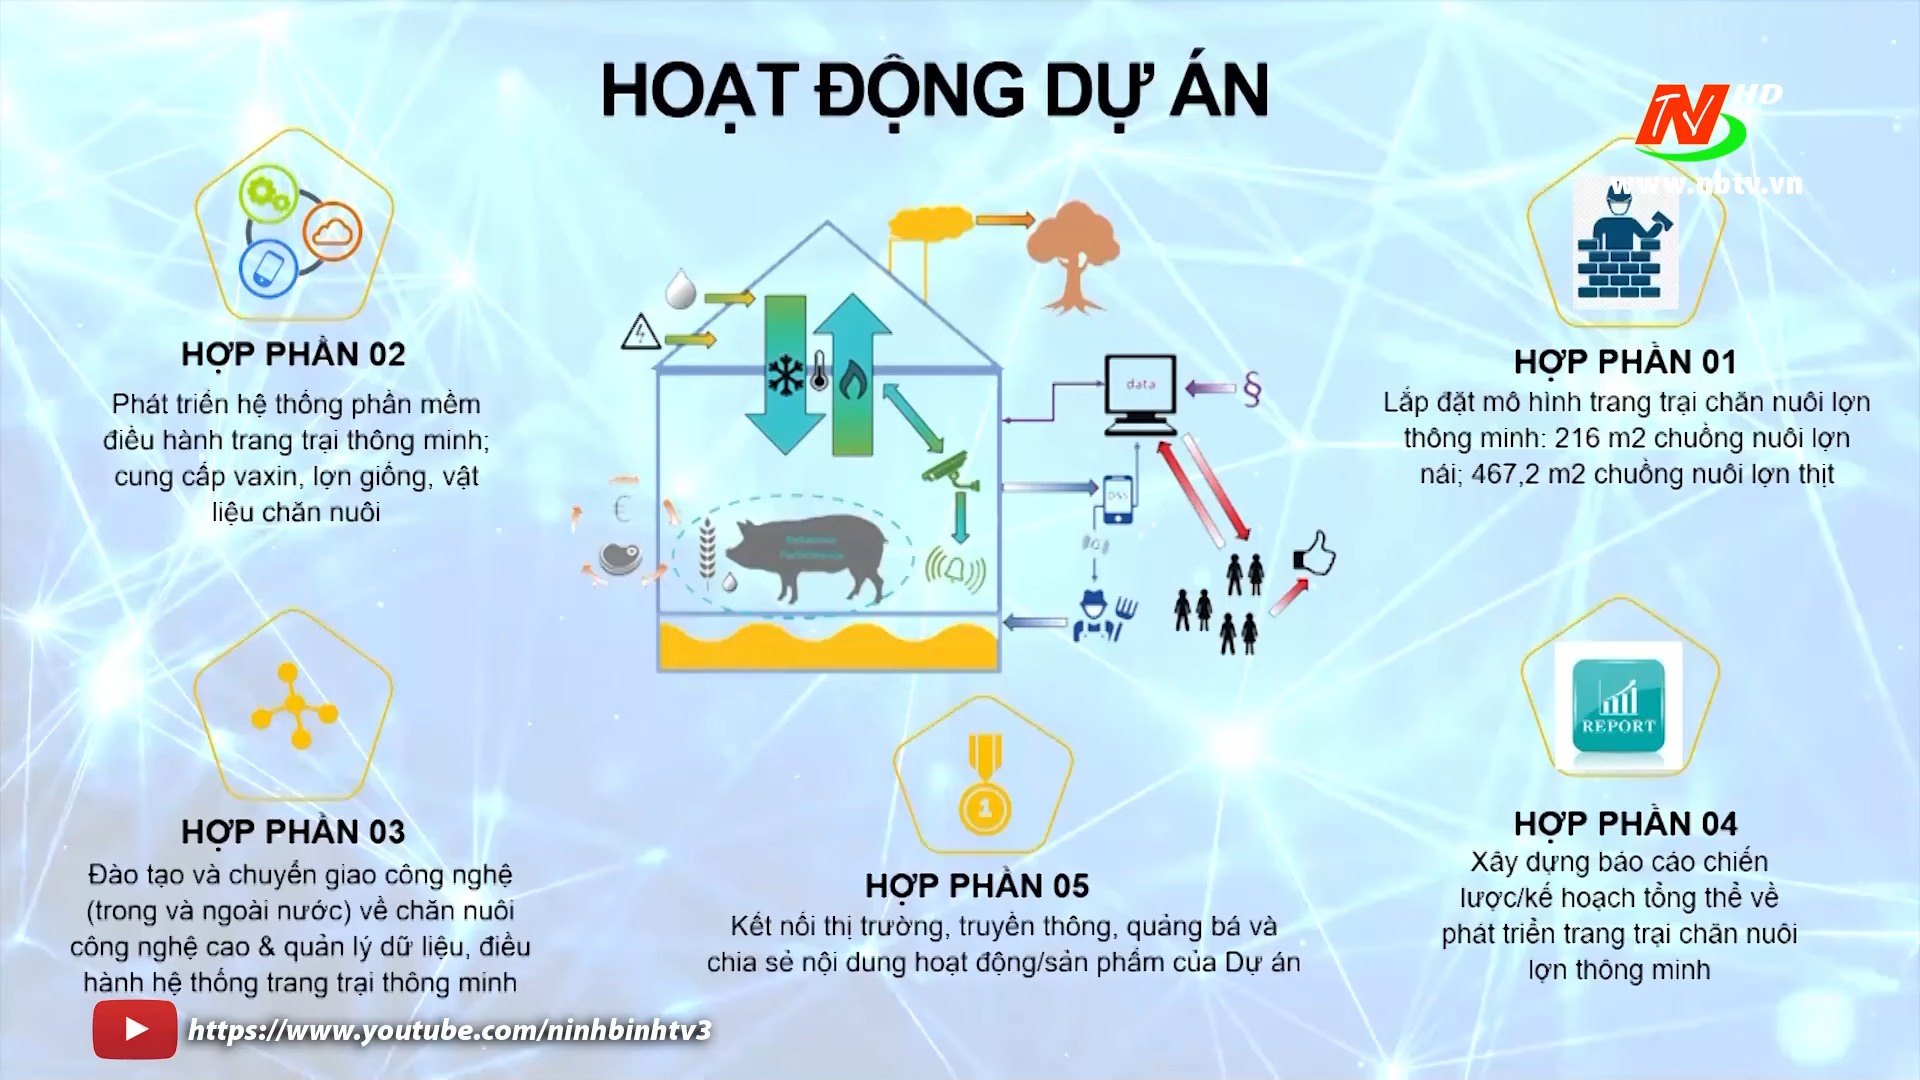 HOẠT ĐỘNG DỰ ÁN
HD
www.nbtv.vn
HỢP PHẦN 02
Phát triển hệ thống phần mềm
điều hành trang trại thông minh;
cung cấp vaxin, lợn giống, vật
liệu chăn nuôi
data
§
DSS
€
HỢP PHẦN 01
Lắp đặt mô hình trang trại chăn nuôi lợn
thông minh: 216 m2 chuồng nuôi lợn
nái; 467,2 m2 chuồng nuôi lợn thịt
HỢP PHẦN 03
Đào tạo và chuyển giao công nghệ
(trong và ngoài nước) về chăn nuôi
công nghệ cao & quản lý dữ liệu, điều
hành hệ thống trang trại thông minh
1
HỢP PHẦN 05
Kết nối thị trường, truyền thông, quảng bá và
chia sẻ nội dung hoạt động/sản phẩm của Dự án
REPORT
HỢP PHẦN 04
Xây dựng báo cáo chiến
lược/kế hoạch tổng thể về
phát triển trang trại chăn nuôi
lợn thông minh
https://www.youtube.com/ninhbinhtv3